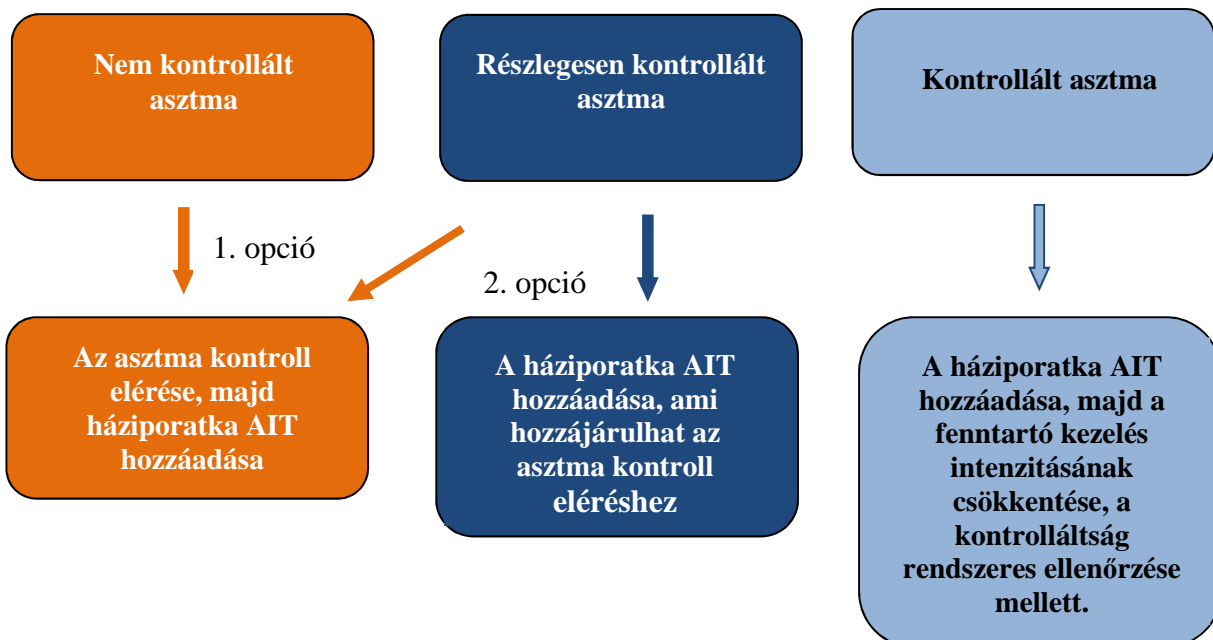 Nem kontrollált
asztma
Részlegesen kontrollált
asztma
Kontrollált asztma
1. opció
2. opció
Az asztma kontroll
elérése, majd
háziporatka AIT
hozzáadása
A háziporatka AIT
hozzáadása, ami
hozzájárulhat az
asztma kontroll
eléréshez
A háziporatka AIT
hozzáadása, majd a
fenntartó kezelés
intenzitásának
csökkentése, a
kontrolláltság
rendszeres ellenőrzése
mellett.